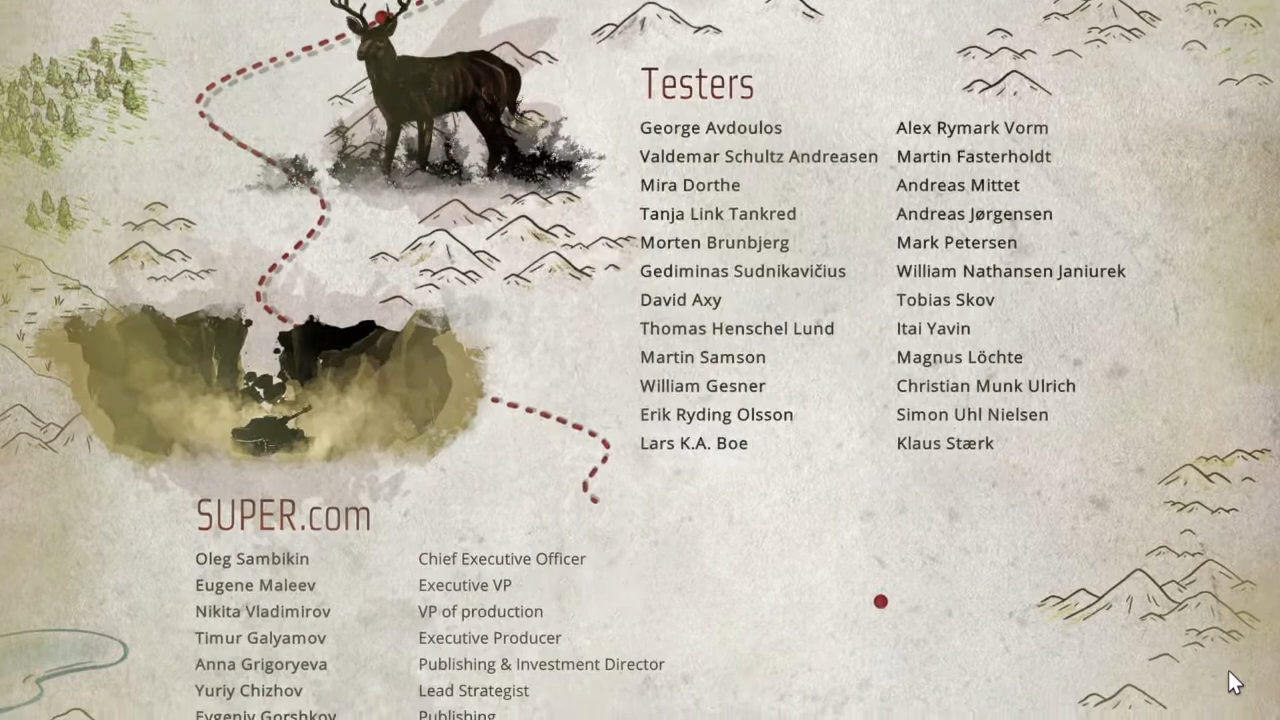 Testers
George Avdoulos Alex Rymark Vorm
Valdemar Schultz Andreasen Martin Fasterholdt
Mira Dorthe Andreas Mittet
Tanja Link Tankred Andreas Jørgensen
Morten Brunbjerg Mark Petersen
Gediminas Sudnikavičius William Nathansen Janiurek
David Axy Tobias Skov
Thomas Henschel Lund Itai Yavin
Martin Samson Magnus Löchte
William Gesner Christian Munk Ulrich
Erik Ryding Olsson Simon Uhl Nielsen
Lars K.A. Boe Klaus Stærk
SUPER.com
Oleg Sambikin Chief Executive Officer
Eugene Maleev Executive VP
Nikita Vladimirov VP of production
Timur Galyamov Executive Producer
Anna Grigoryeva Publishing & Investment Director
Yuriy Chizhov Lead Strategist
Evgeniy Gorshkov Publishing